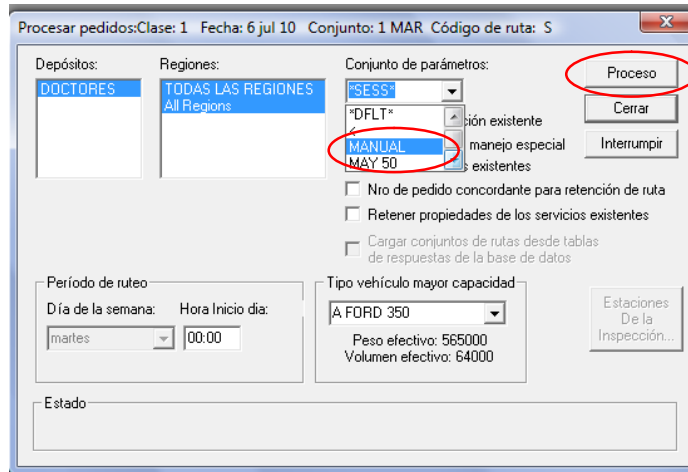 Procesar pedidos:Clase: 1 Fecha: 6 jul 10 Conjunto: 1 MAR Código de ruta: S
Depósitos:
DOCTORES
Regiones:
TODAS LAS REGIONES
All Regions
Conjunto de parámetros:
*SESS*
*DFLT*
<
MANUAL
MAY 50
ción existente
manejo especial
s existentes
Nro de pedido concordante para retención de ruta
Retener propiedades de los servicios existentes
Cargar conjuntos de rutas desde tablas
de respuestas de la base de datos
Proceso
Cerrar
Interrumpir
Período de ruteo
Día de la semana:
martes
Hora Inicio dia:
00:00
Tipo vehículo mayor capacidad
A FORD 350
Peso efectivo: 565000
Volumen efectivo: 64000
Estaciones
De la
Inspección...
Estado